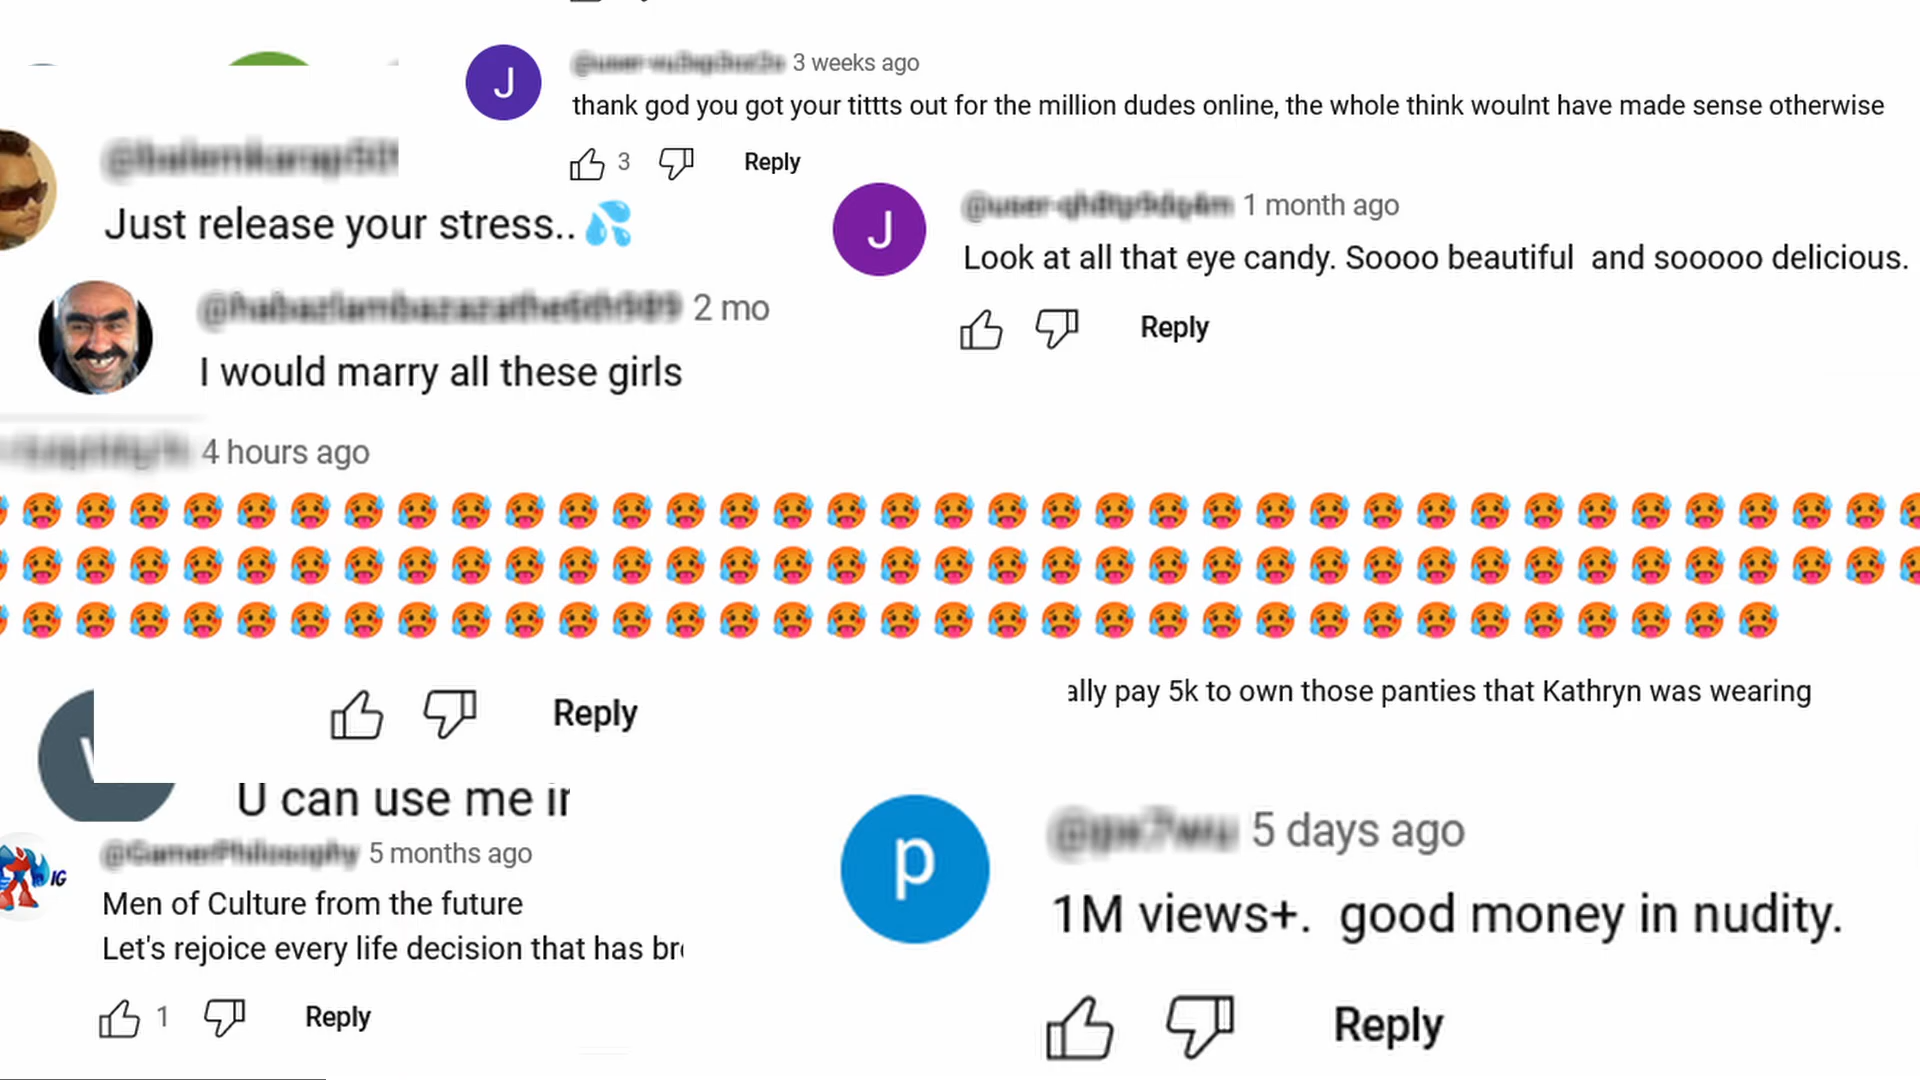 3 weeks ago
thank god you got your tittts out for the million dudes online, the whole think woulnt have made sense otherwise
3 Reply
Just release your stress..💦
1 month ago
Look at all that eye candy. Soooo beautiful  and sooooo delicious.
Reply
2 mo
I would marry all these girls
4 hours ago
🥵🥵🥵🥵🥵🥵🥵🥵🥵🥵🥵🥵🥵🥵🥵🥵🥵🥵🥵🥵🥵🥵🥵🥵🥵🥵🥵🥵🥵🥵🥵🥵🥵🥵🥵🥵🥵
🥵🥵🥵🥵🥵🥵🥵🥵🥵🥵🥵🥵🥵🥵🥵🥵🥵🥵🥵🥵🥵🥵🥵🥵🥵🥵🥵🥵🥵🥵🥵🥵🥵🥵🥵🥵🥵
🥵🥵🥵🥵🥵🥵🥵🥵🥵🥵🥵🥵🥵🥵🥵🥵🥵🥵🥵🥵🥵🥵🥵🥵🥵🥵🥵🥵🥵🥵🥵🥵🥵🥵
Reply
ally pay 5k to own those panties that Kathryn was wearing
U can use me
5 months ago
Men of Culture from the future
Let's rejoice every life decision that has
1 Reply
5 days ago
1M views+.  good money in nudity.
Reply
J
J
p
IG